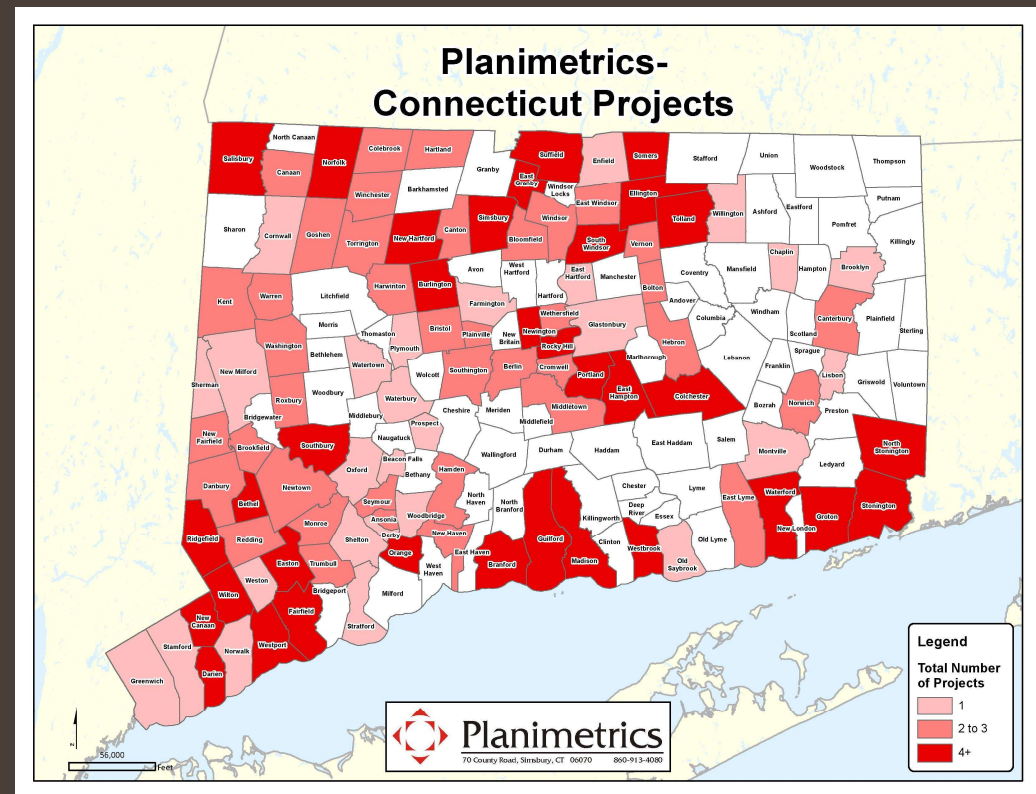 Planimetrics-
Connecticut Projects
North Canaan
Salisbury
Canaan
Norfolk
Colebrook
Hartland
Granby
Suffield
East
Granby
Windsor
Locks
Enfield
Somers
Stafford
Union
Woodstock
Thompson
Winchester
Barkhamsted
East Windsor
Ellington
Putnam
Sharon
Cornwall
Goshen
Torrington
New Hartford
Canton
Simsbury
Bloomfield
Windsor
South
Windsor
Vernon
Tolland
Willington
Ashford
Eastford
Pomfret
Killingly
Kent
Warren
Litchfield
Harwinton
Burlington
Avon
West
Hartford
Hartford
East
Hartford
Manchester
Bolton
Coventry
Mansfield
Chaplin
Hampton
Brooklyn
Andover
Columbia
Windham
Scotland
Canterbury
Plainfield
Sterling
Morris
Thomaston
Plymouth
Bristol
Farmington
Plainville
New
Britain
Newington
Wethersfield
Rocky Hill
Glastonbury
Marlborough
Hebron
Lebanon
Franklin
Sprague
Lisbon
Griswold
Voluntown
Washington
Bethlehem
Watertown
Wolcott
Southington
Berlin
Cromwell
Portland
East
Hampton
Colchester
Bozrah
Norwich
Preston
Sherman
New Milford
Roxbury
Woodbury
Waterbury
Bridgewater
Middlebury
Cheshire
Meriden
Middletown
Middlefield
New
Fairfield
Brookfield
Southbury
Naugatuck
Prospect
Wallingford
Durham
Haddam
East Haddam
Salem
Montville
Ledyard
North
Stonington
Oxford
Beacon Falls
Bethany
Hamden
Danbury
Bethel
Newtown
Seymour
Woodbridge
North
Haven
North
Branford
Guilford
Killingworth
Chester
Deep
River
Essex
Lyme
East Lyme
Waterford
New London
Groton
Stonington
Ridgefield
Redding
Monroe
Shelton
Ansonia
Derby
New Haven
Orange
West
Haven
East Haven
Branford
Madison
Clinton
Westbrook
Old
Saybrook
Old Lyme
Easton
Trumbull
Weston
Wilton
Bridgeport
Milford
Stratford
Fairfield
New
Canaan
Westport
Norwalk
Stamford
Darien
Greenwich
Legend
Total Number
of Projects
1
2 to 3
4+
N
56,000
Feet
Planimetrics
70 County Road, Simsbury, CT 06070 860-913-4080